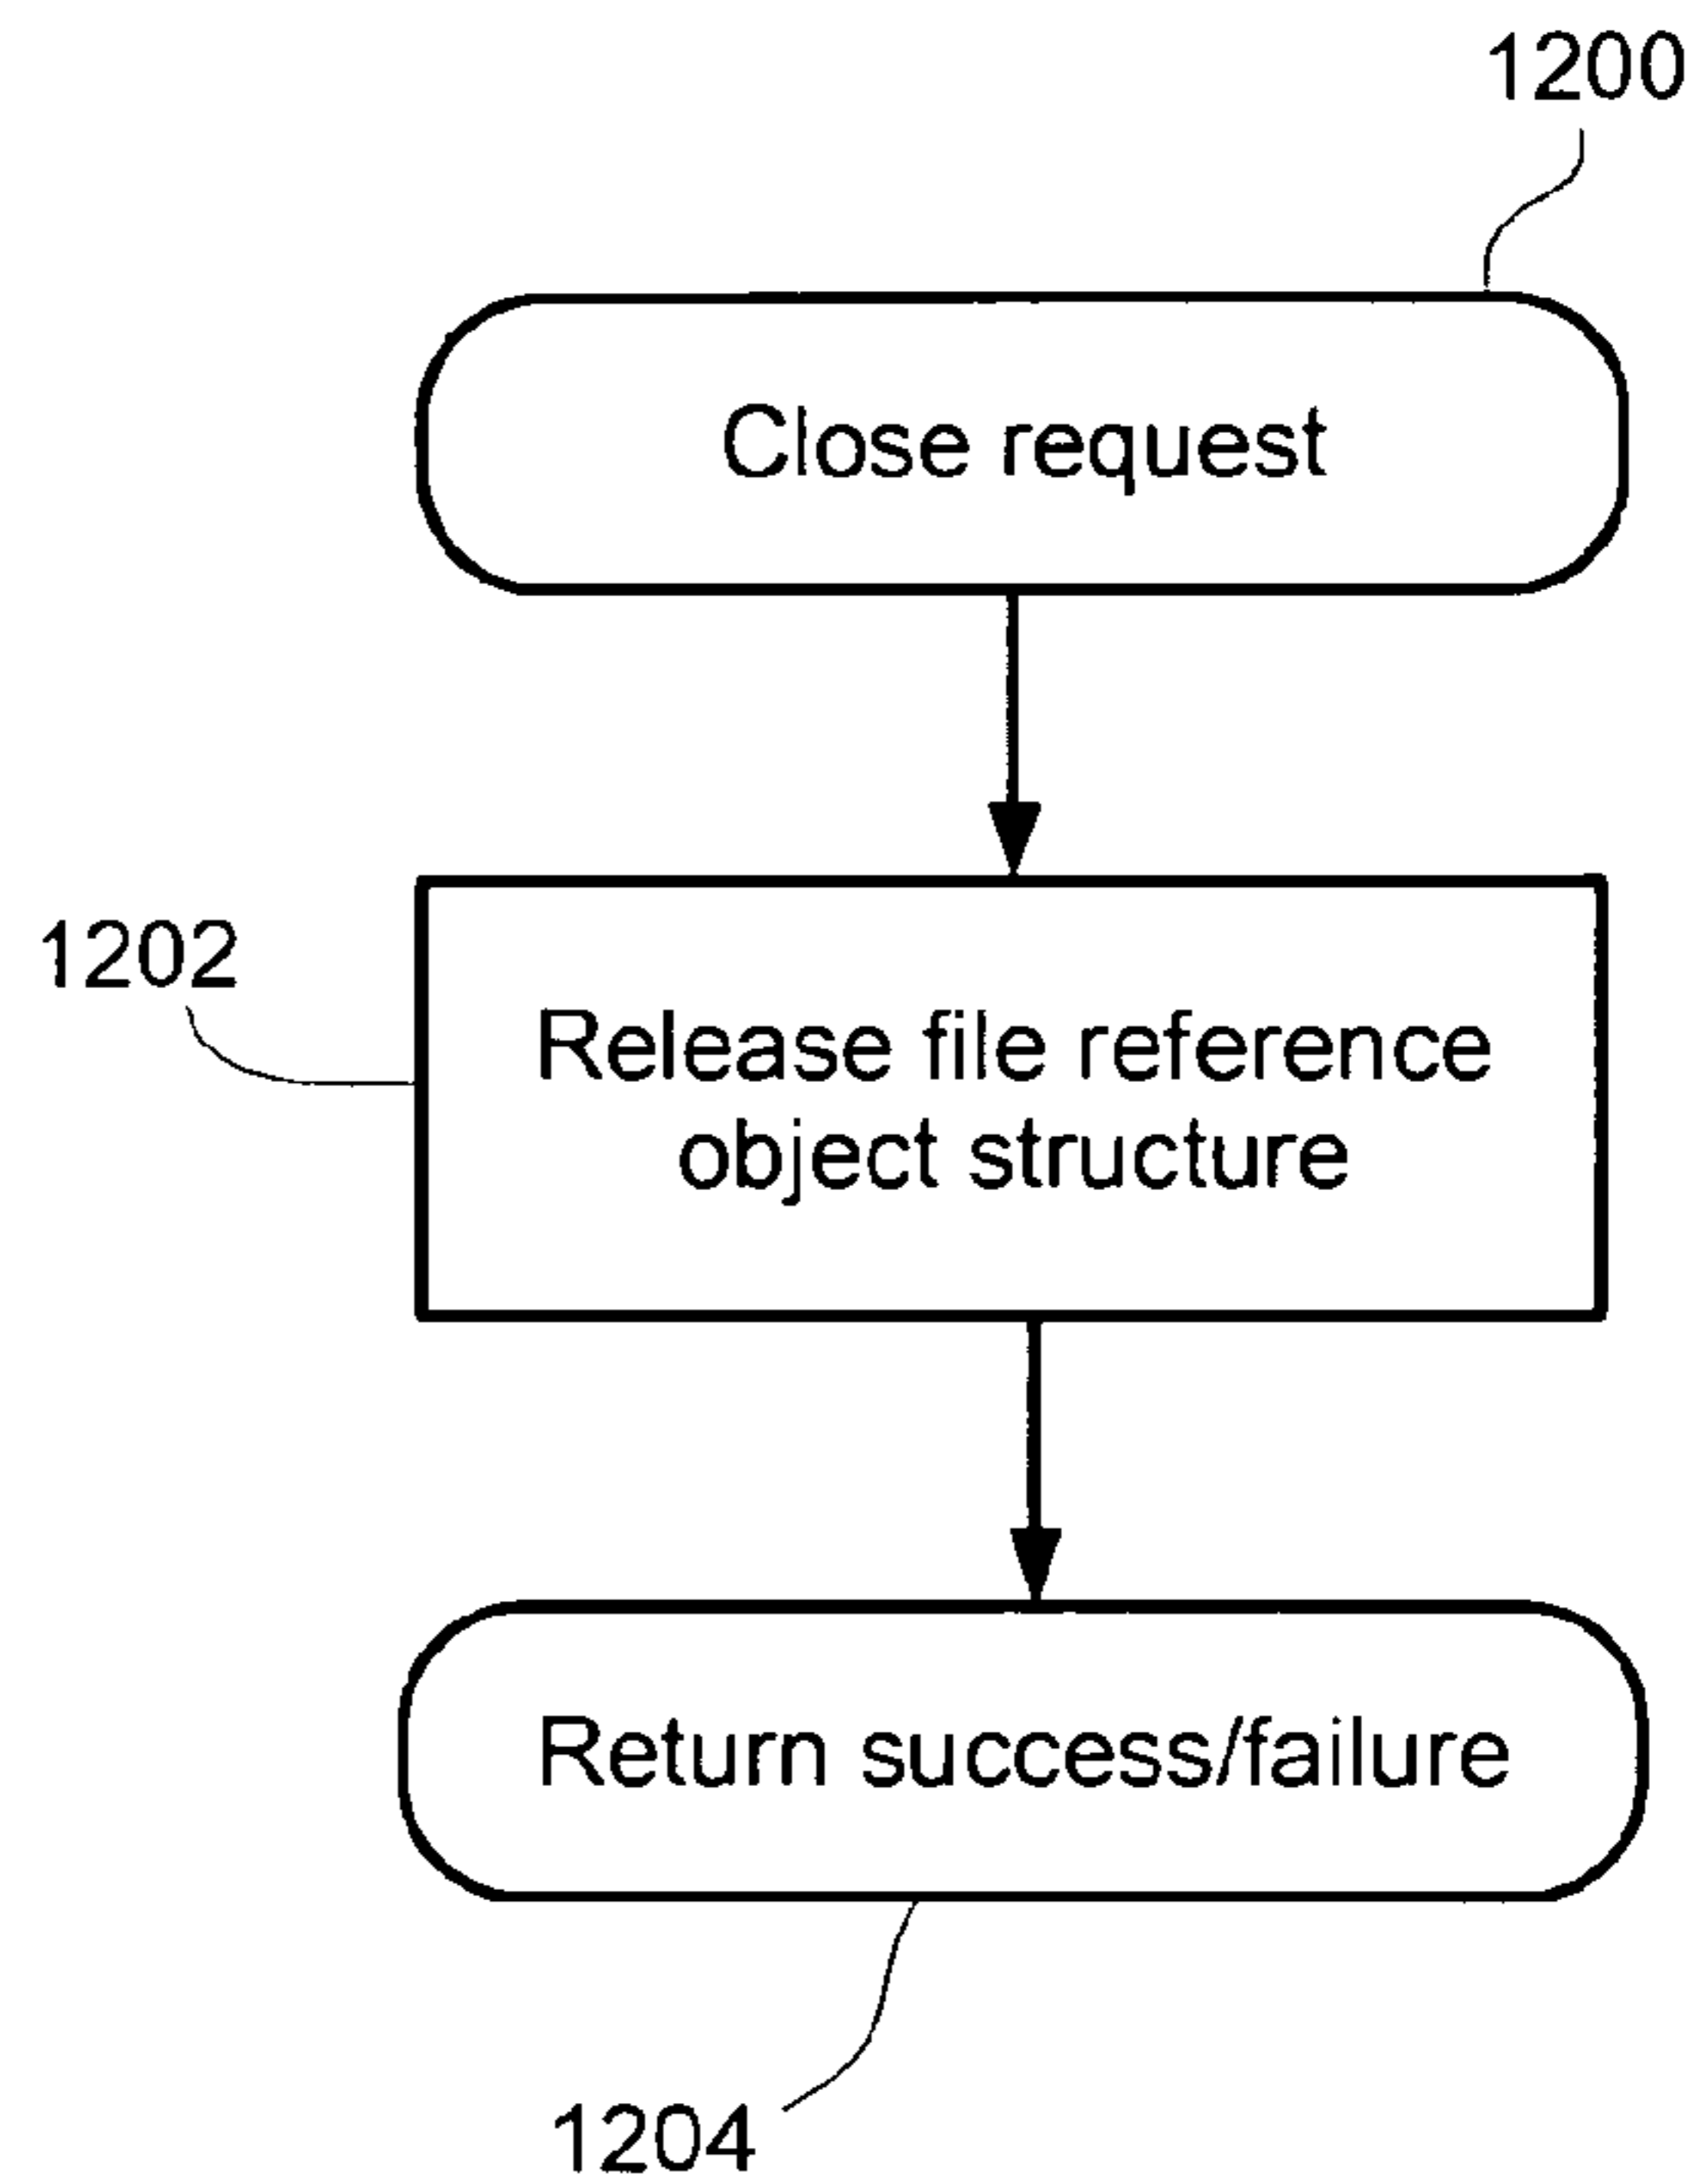 1200
Close request
1202
Release file reference
object structure
Return success/failure
1204